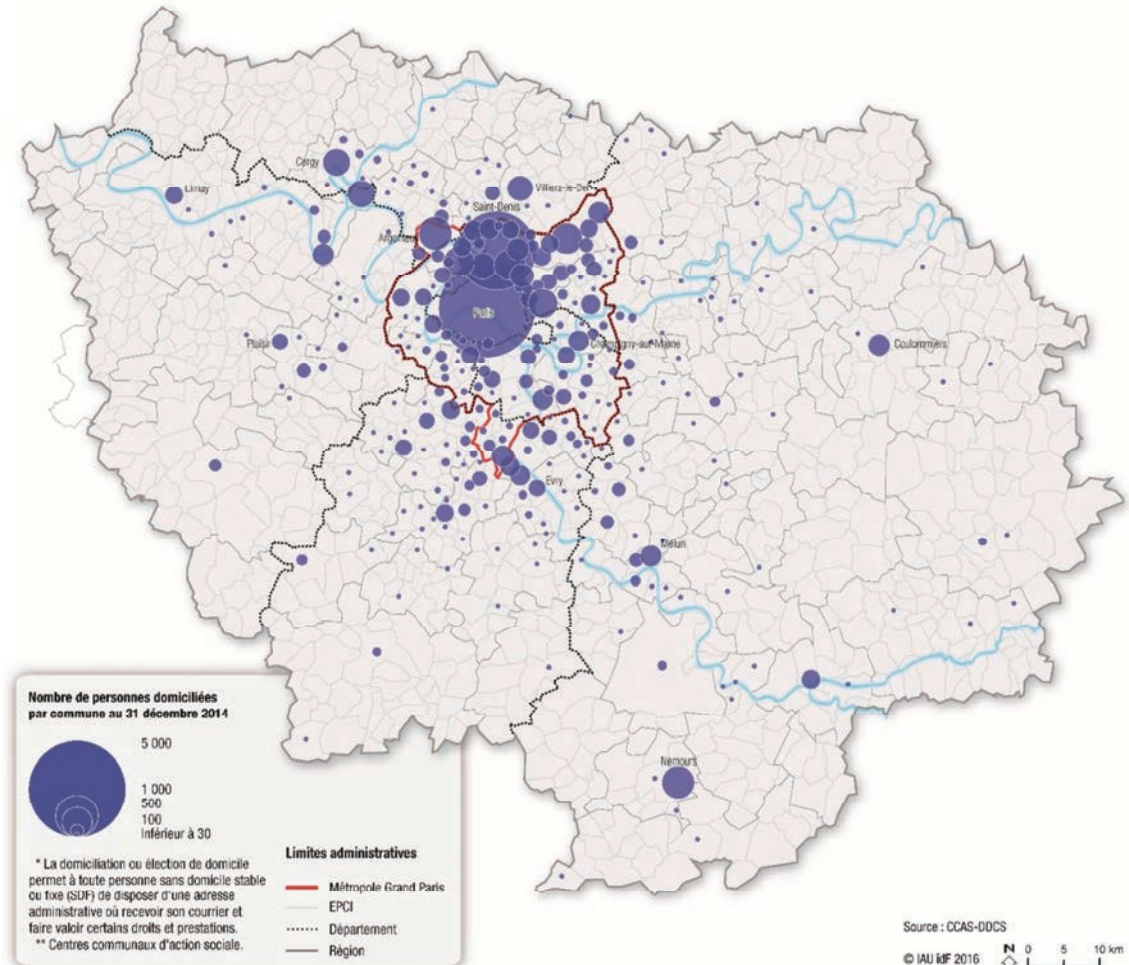 Cergy
Limay
Villiers-le-Bel
Saint-Denis
Argenteuil
Paris
Plaisir
Champigny-sur-Marne
Coulommiers
Evry
Melun
Nemours
Nombre de personnes domiciliées
par commune au 31 décembre 2014
5 000
1 000
500
100
Inférieur à 30
* La domiciliation ou élection de domicile
permet à toute personne sans domicile stable
ou fixe (SDF) de disposer d'une adresse
administrative où recevoir son courrier et
faire valoir certains droits et prestations.
** Centres communaux d'action sociale.
Limites administratives
Métropole Grand Paris
EPCI
Département
Région
Source : CCAS-DDCS
© IAU îdF 2016
N 0 5 10 km